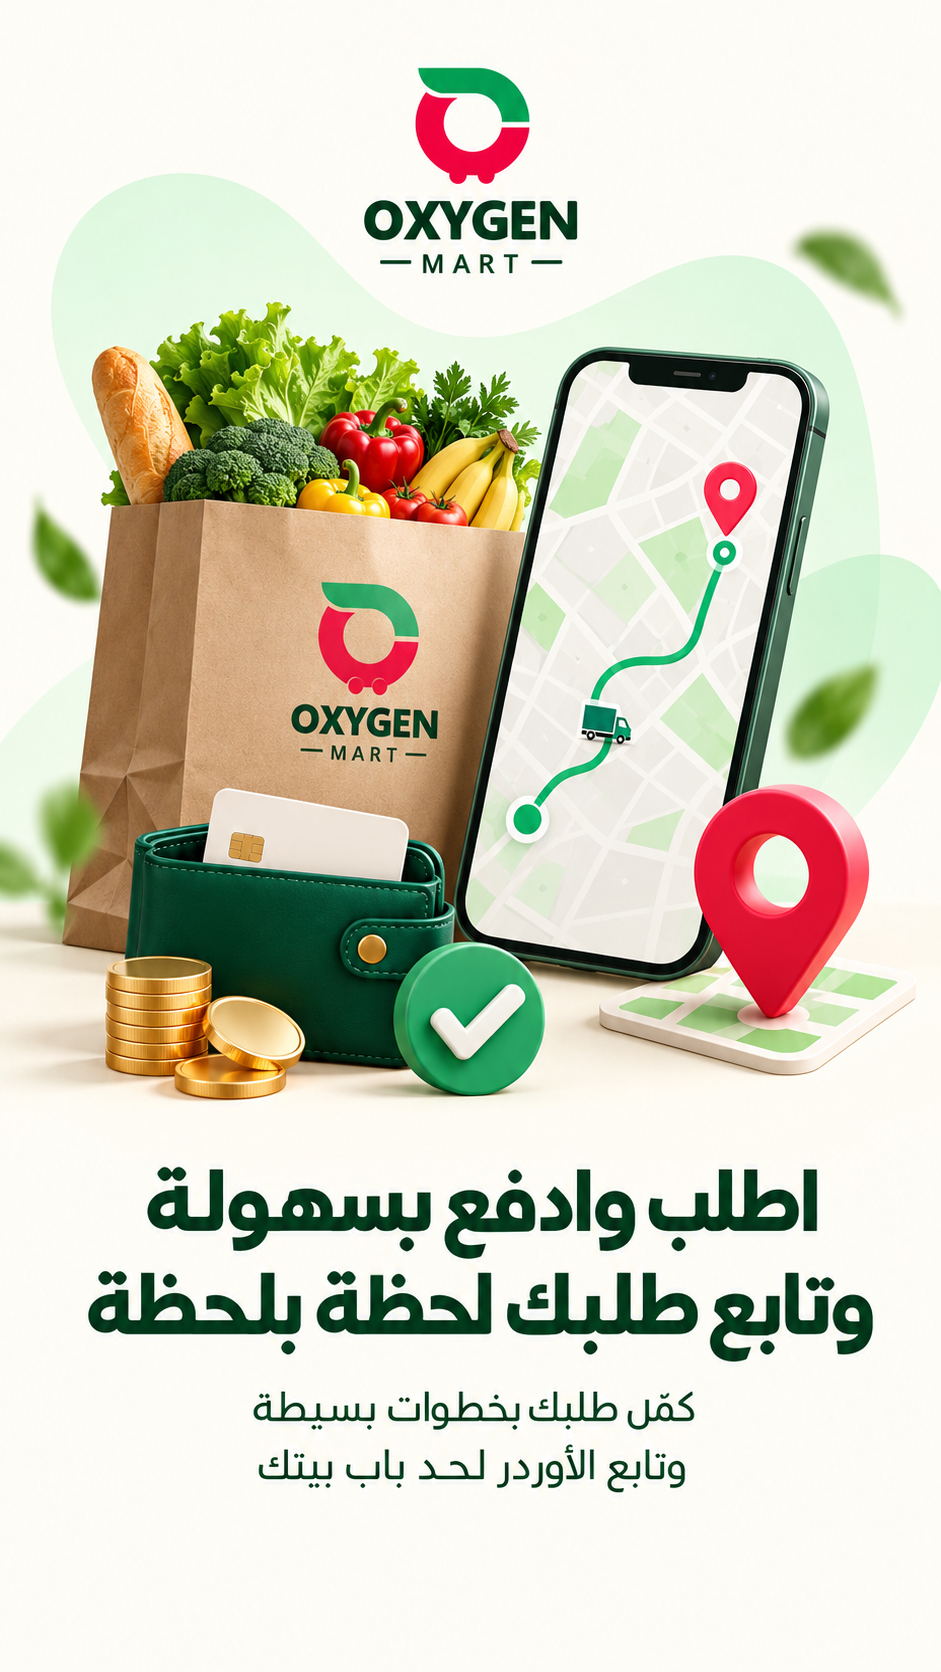 OXYGEN
MART
OXYGEN
MART
اطلب وادفع بسهولة
وتابع طلبك لحظة بلحظة
كمّل طلبك بخطوات بسيطة
وتابع الأوردر لحد باب بيتك